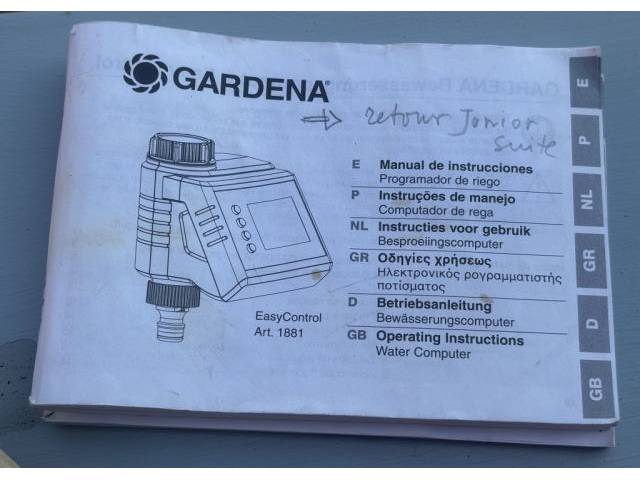 GARDENA
→ retour Junior
suite
E Manual de instrucciones
Programador de riego
P Instruções de manejo
Computador de rega
NL Instructies voor gebruik
Besproeiingscomputer
GR Οδηγίες χρήσεως
Ηλεκτρονικός ρογραμματιστής
ποτίσματος
D Betriebsanleitung
Bewässerungscomputer
GB Operating Instructions
Water Computer
EasyControl
Art. 1881
E
P
NL
GR
D
GB